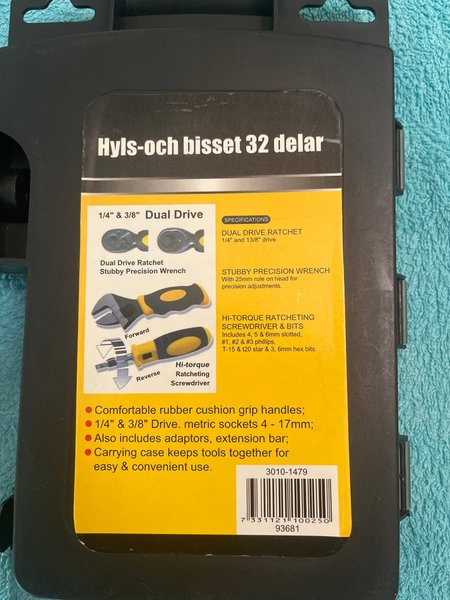 Hyls-och bisset 32 delar
1/4" & 3/8" Dual Drive
Dual Drive Ratchet
Stubby Precision Wrench
Forward
Reverse
Hi-torque
Ratcheting
Screwdriver
SPECIFICATIONS
DUAL DRIVE RATCHET
1/4" and 13/8" drive
STUBBY PRECISION WRENCH
With 25mm rule on head for
precision adjustments.
HI-TORQUE RATCHETING
SCREWDRIVER & BITS
Includes 4, 5 & 6mm slotted,
#1, #2 & #3 phillips,
T-15 & t20 star & 3, 6mm hex bits.
Comfortable rubber cushion grip handles;
1/4" & 3/8" Drive. metric sockets 4 - 17mm;
Also includes adaptors, extension bar;
Carrying case keeps tools together for
easy & convenient use.
3010-1479
7 331121 100250
93681